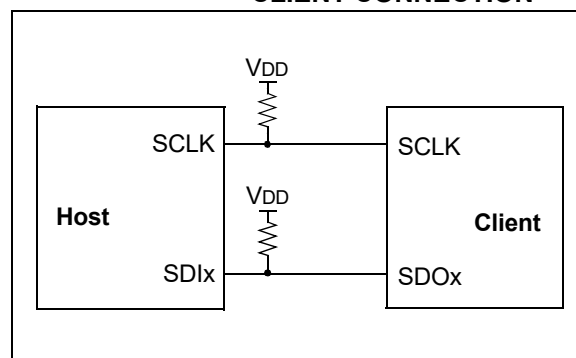 CLIENT CONNECTION
VDD
SCLK
SCLK
Host
VDD
Client
SDIx
SDOx